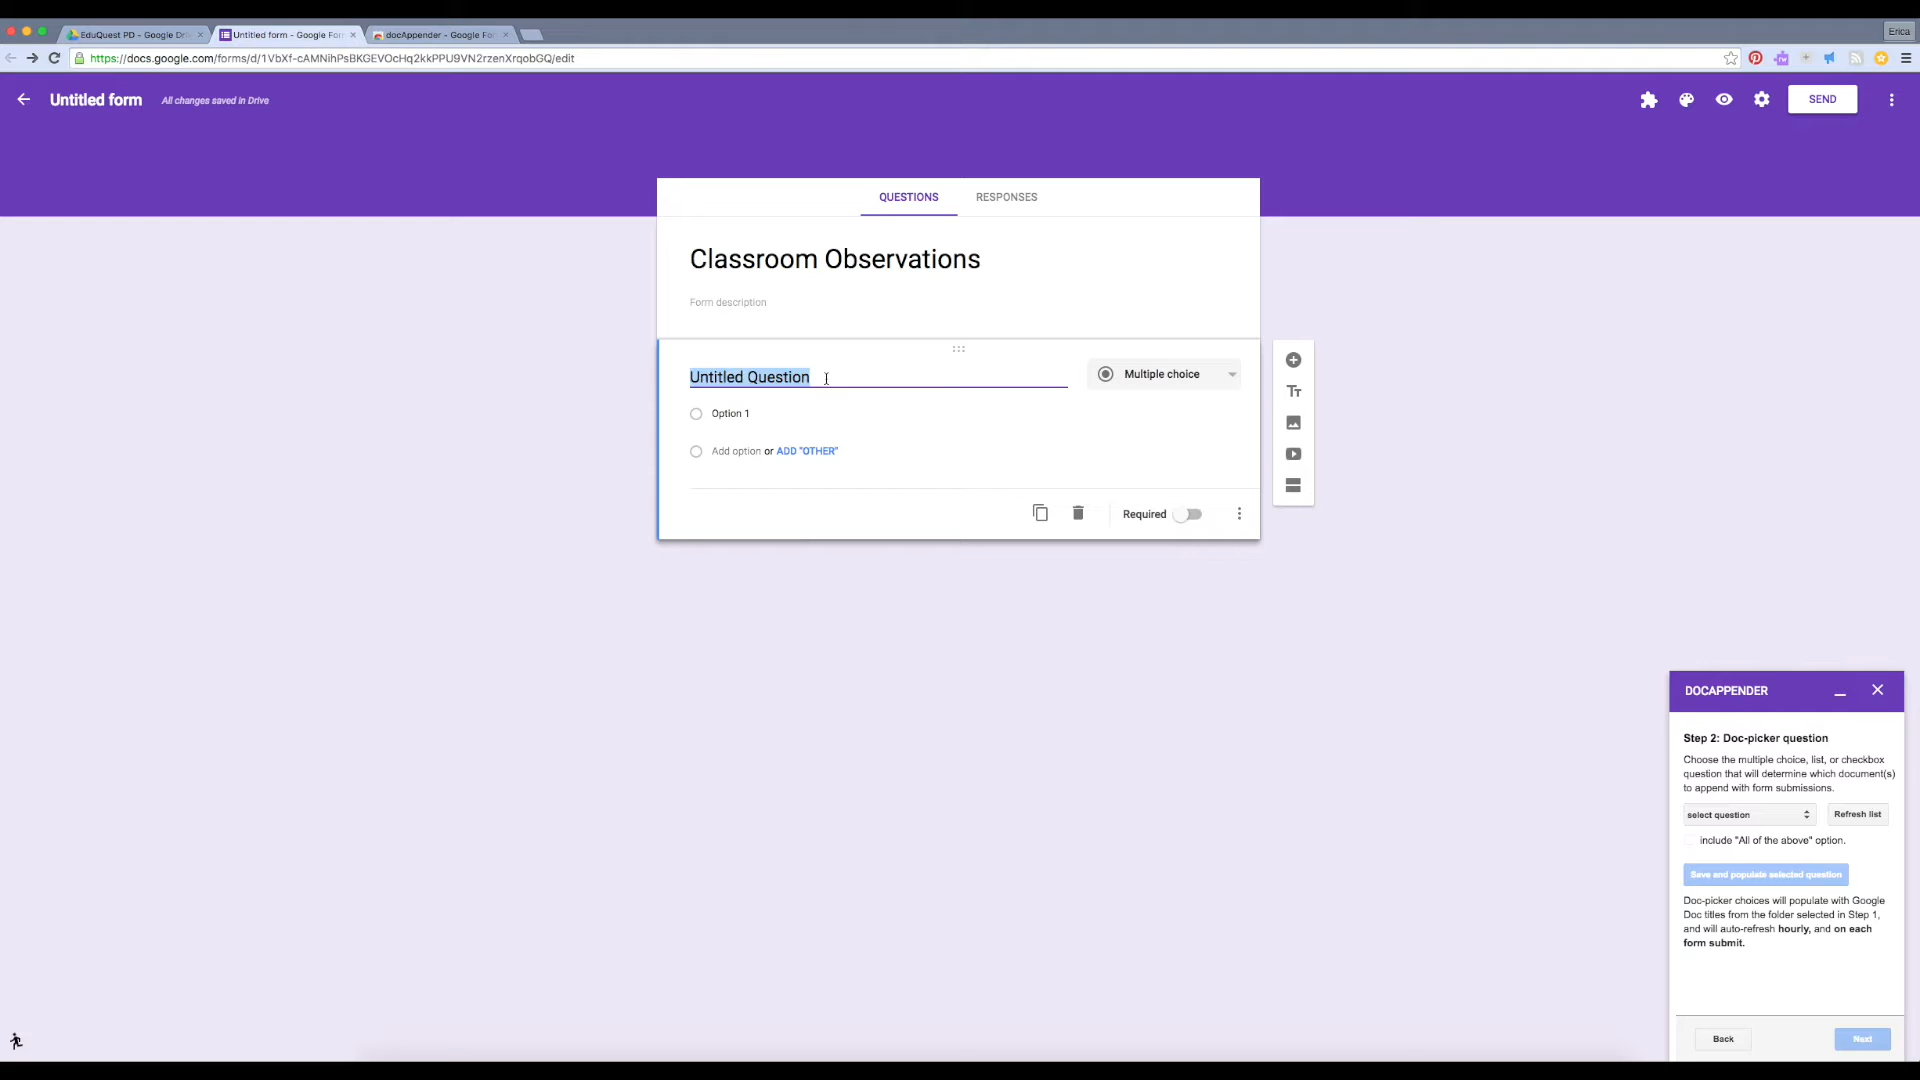 EduQuest PD - Google Dri
Untitled form - Google For
docAppender - Google For
Erica
https://docs.google.com/forms/d/1VbXf-cAMNihPsBKGEVOcHq2kkPPU9VN2rzenXrqobGQ/edit
Untitled form
All changes saved in Drive
SEND
QUESTIONS
RESPONSES
Classroom Observations
Form description
Untitled Question
Multiple choice
Option 1
Add option or ADD "OTHER"
Required
DOCAPPENDER
Step 2: Doc-picker question
Choose the multiple choice, list, or checkbox
question that will determine which document(s)
to append with form submissions.
select question
Refresh list
include "All of the above" option.
Save and populate selected question
Doc-picker choices will populate with Google
Doc titles from the folder selected in Step 1,
and will auto-refresh hourly, and on each
form submit.
Back
Next